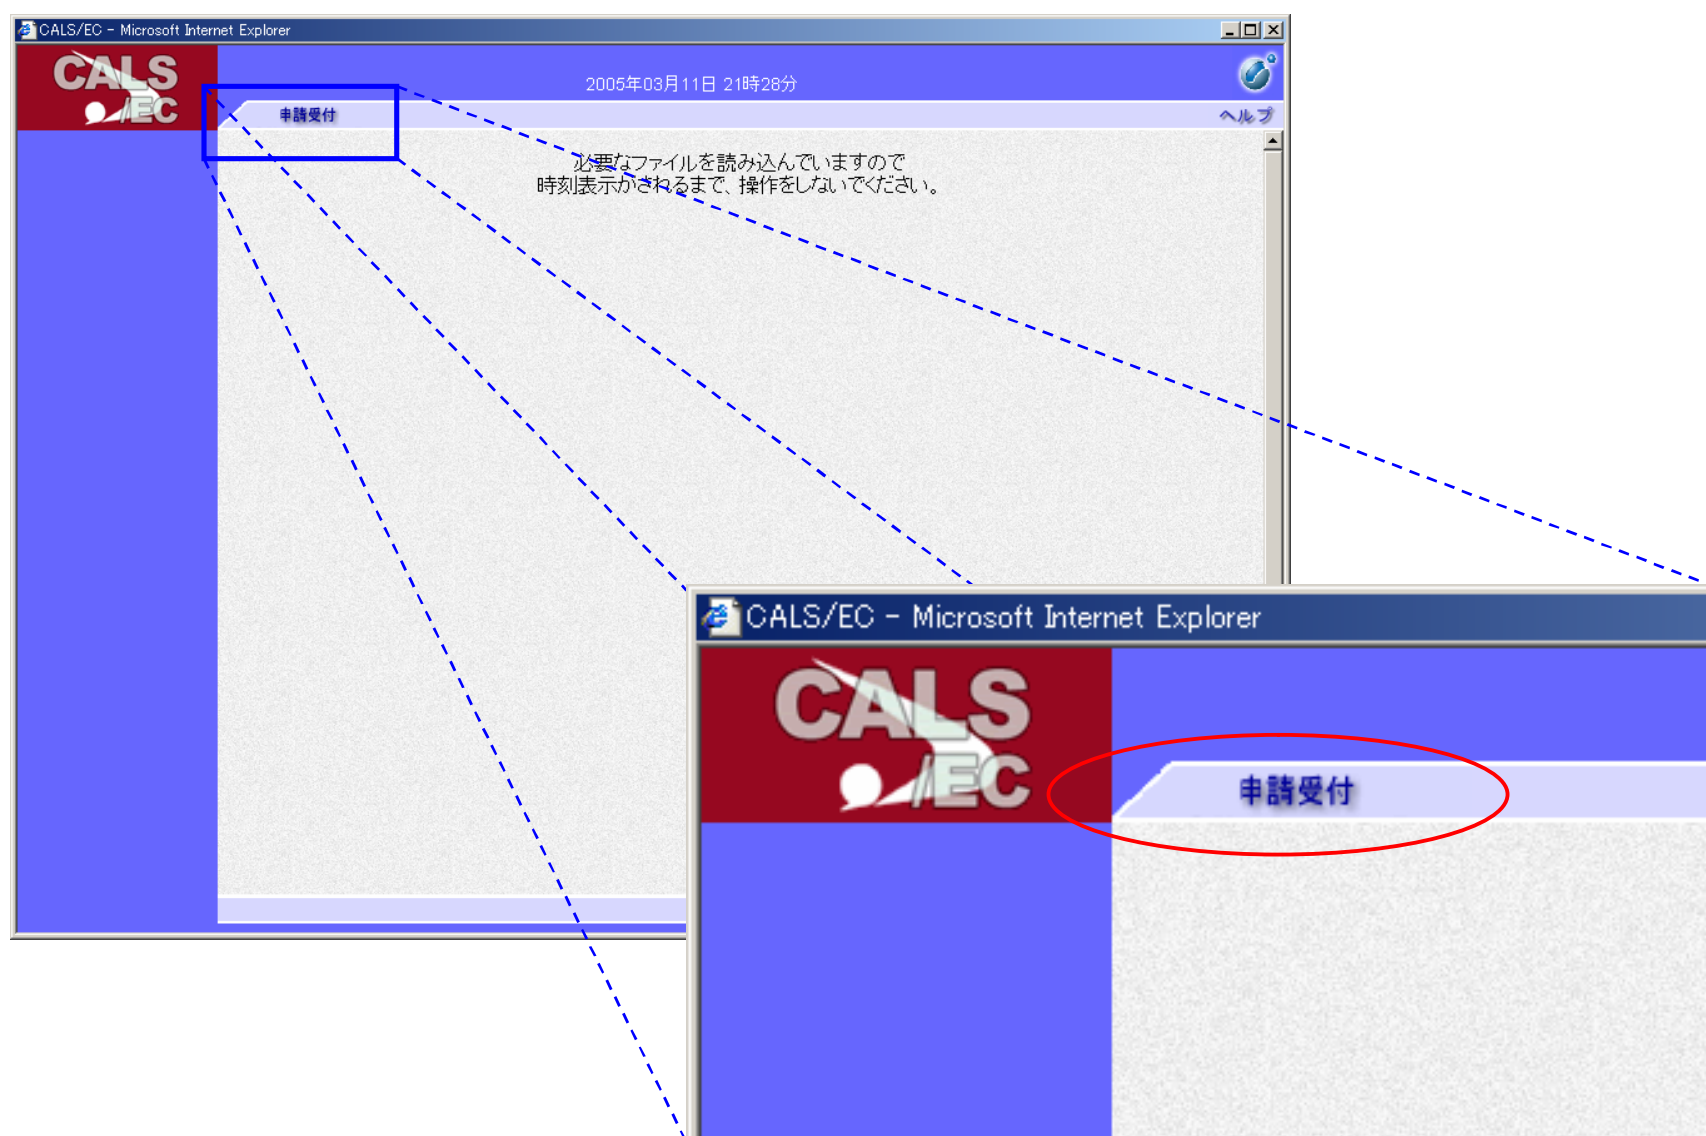 CALS/EC - Microsoft Internet Explorer
CALS
/EC
2005年03月11日 21時28分
申請受付
ヘルプ
必要なファイルを読み込んでいますので
時刻表示がされるまで、操作をしないでください。
CALS/EC - Microsoft Internet Explorer
CALS
/EC
申請受付